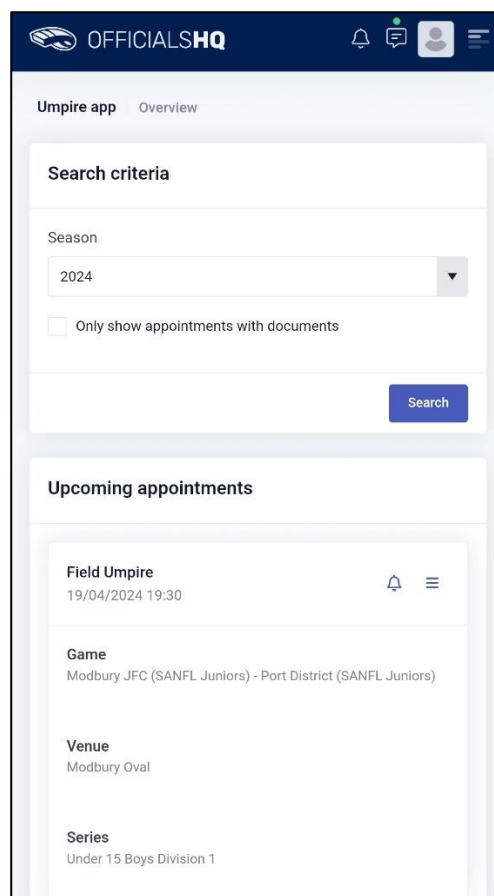 OFFICIALSHQ
Umpire app Overview
Search criteria
Season
2024
Only show appointments with documents
Search
Upcoming appointments
Field Umpire
19/04/2024 19:30
Game
Modbury JFC (SANFL Juniors) - Port District (SANFL Juniors)
Venue
Modbury Oval
Series
Under 15 Boys Division 1